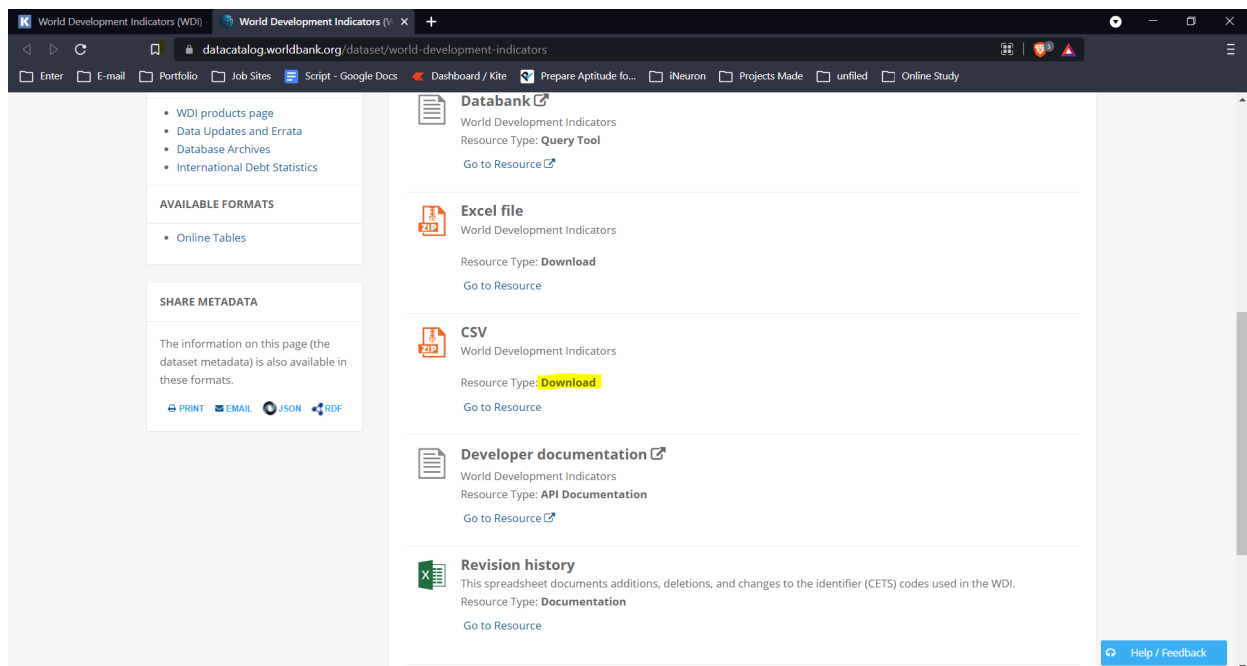 K World Development Indicators (WDI)
World Development Indicators (W
datacatalog.worldbank.org/dataset/world-development-indicators
3
Enter
E-mail
Portfolio
Job Sites
Script - Google Docs
Dashboard / Kite
Prepare Aptitude fo...
iNeuron
Projects Made
unfiled
Online Study
WDI products page
Data Updates and Errata
Database Archives
International Debt Statistics
AVAILABLE FORMATS
Online Tables
SHARE METADATA
The information on this page (the
dataset metadata) is also available in
these formats.
PRINT EMAIL JSON RDF
Databank
World Development Indicators
Resource Type: Query Tool
Go to Resource
ZIP
Excel file
World Development Indicators
Resource Type: Download
Go to Resource
ZIP
CSV
World Development Indicators
Resource Type: Download
Go to Resource
Developer documentation
World Development Indicators
Resource Type: API Documentation
Go to Resource
X
Revision history
This spreadsheet documents additions, deletions, and changes to the identifier (CETS) codes used in the WDI.
Resource Type: Documentation
Go to Resource
Help / Feedback